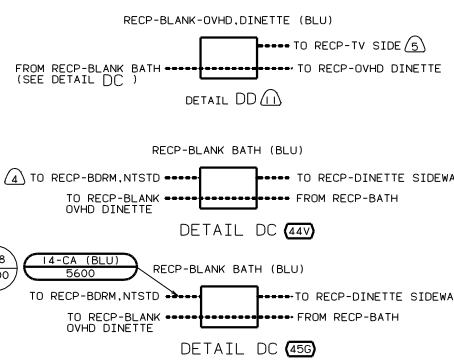 RECP-BLANK-OVHD,DINETTE (BLU)
TO RECP-TV SIDE 5
FROM RECP-BLANK BATH
(SEE DETAIL DC )
TO RECP-OVHD DINETTE
DETAIL DD 11
RECP-BLANK BATH (BLU)
4 TO RECP-BDRM,NTSTD
TO RECP-DINETTE SIDEWA
TO RECP-BLANK
OVHD DINETTE
FROM RECP-BATH
DETAIL DC 44V
14-CA (BLU)
5600
RECP-BLANK BATH (BLU)
TO RECP-BDRM,NTSTD
TO RECP-DINETTE SIDEWA
TO RECP-BLANK
OVHD DINETTE
FROM RECP-BATH
DETAIL DC 45G